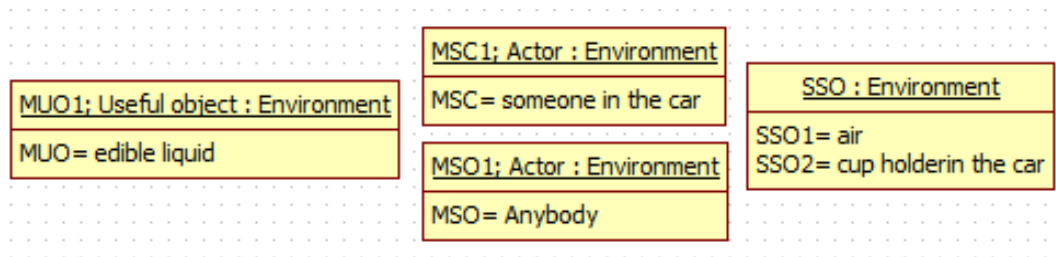 MUO1; Useful object : Environment
MUO= edible liquid
MSC1; Actor : Environment
MSC= someone in the car
MSO1; Actor : Environment
MSO= Anybody
SSO : Environment
SSO1= air
SSO2= cup holderin the car